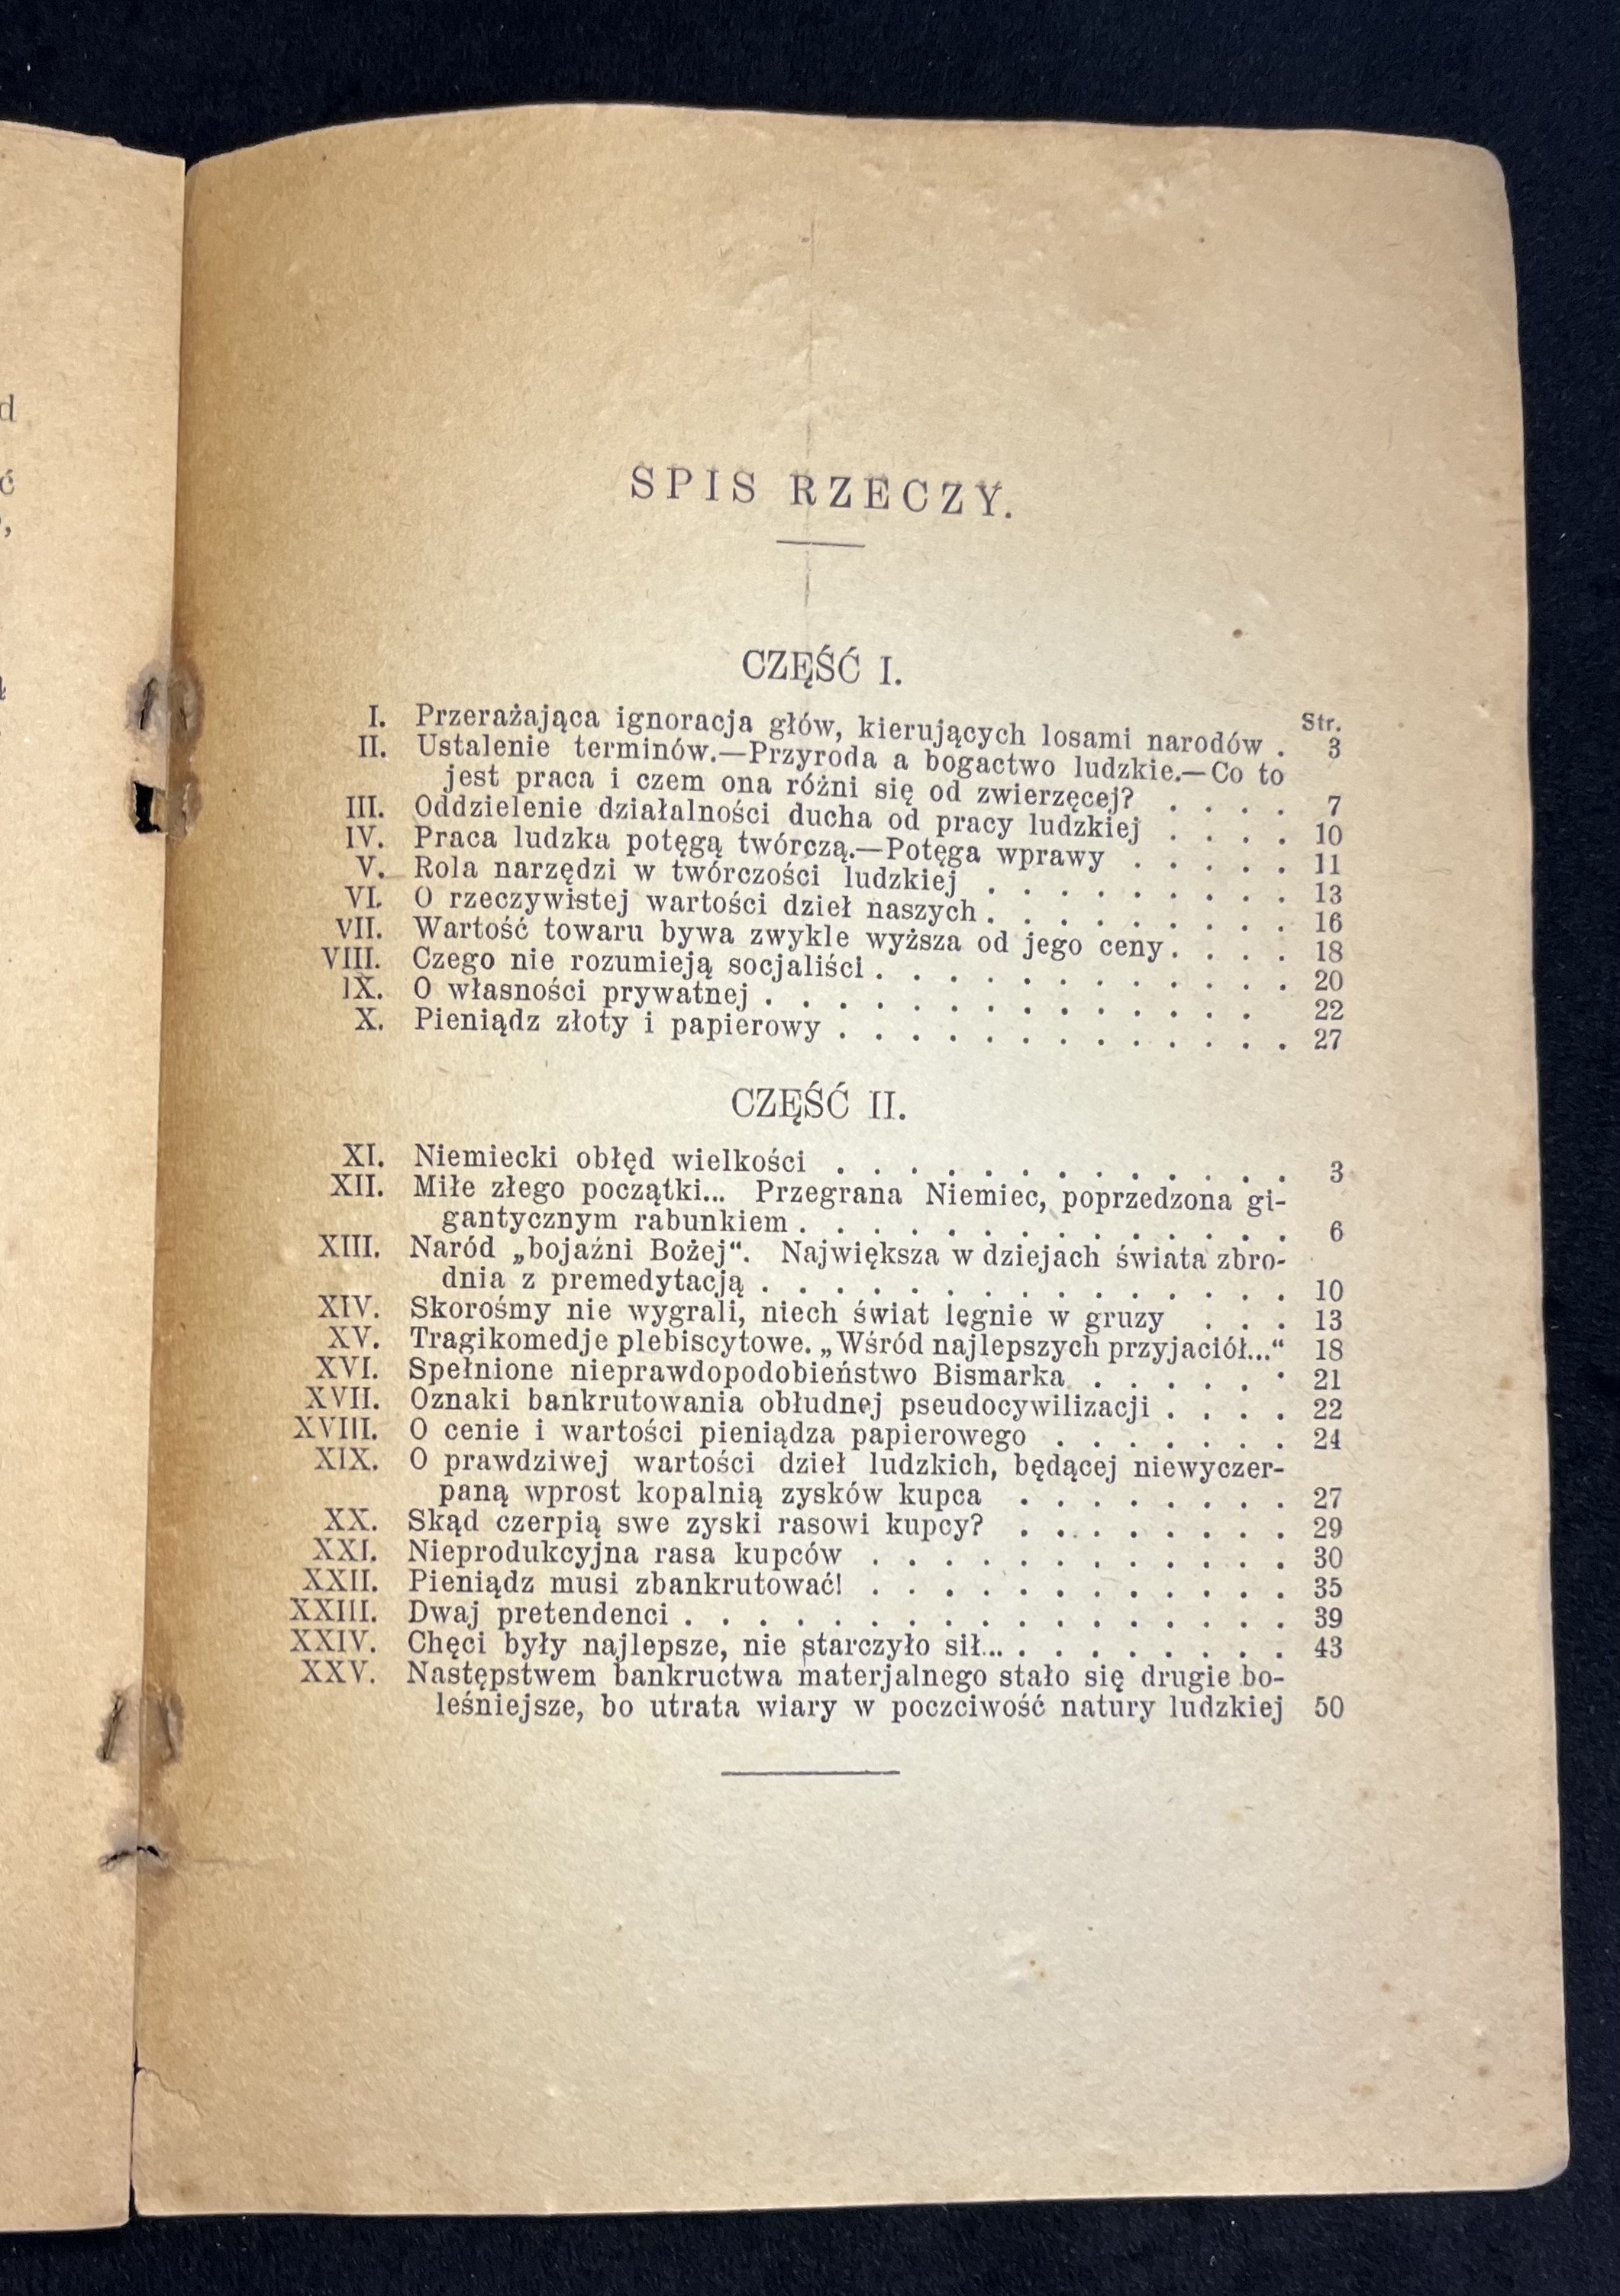 d
ć
,
ą
SPIS RZECZY.
CZĘŚĆ I.
Str.
I. Przerażająca ignoracja głów, kierujących losami narodów . 3
II. Ustalenie terminów.—Przyroda a bogactwo ludzkie.—Co to
jest praca i czem ona różni się od zwierzęcej? . . . . 7
III. Oddzielenie działalności ducha od pracy ludzkiej . . . . 10
IV. Praca ludzka potęgą twórczą.—Potęga wprawy . . . . . 11
V. Rola narzędzi w twórczości ludzkiej . . . . . . . . . 13
VI. O rzeczywistej wartości dzieł naszych . . . . . . . . . 16
VII. Wartość towaru bywa zwykle wyższa od jego ceny . . . . 18
VIII. Czego nie rozumieją socjaliści . . . . . . . . . . . . 20
IX. O własności prywatnej . . . . . . . . . . . . . . 22
X. Pieniądz złoty i papierowy . . . . . . . . . . . . . 27
CZĘŚĆ II.
XI. Niemiecki obłęd wielkości . . . . . . . . . . . . . 3
XII. Miłe złego początki... Przegrana Niemiec, poprzedzona gi-
gantycznym rabunkiem . . . . . . . . . . . . . . 6
XIII. Naród „bojaźni Bożej“. Największa w dziejach świata zbro-
dnia z premedytacją . . . . . . . . . . . . . . . 10
XIV. Skorośmy nie wygrali, niech świat lęgnie w gruzy . . . 13
XV. Tragikomedje plebiscytowe. „Wśród najlepszych przyjaciół...“ 18
XVI. Spełnione nieprawdopodobieństwo Bismarka . . . . . . 21
XVII. Oznaki bankrutowania obłudnej pseudocywilizacji . . . . 22
XVIII. O cenie i wartości pieniądza papierowego . . . . . . . 24
XIX. O prawdziwej wartości dzieł ludzkich, będącej niewyczer-
paną wprost kopalnią zysków kupca . . . . . . . . 27
XX. Skąd czerpią swe zyski rasowi kupcy? . . . . . . . . 29
XXI. Nieprodukcyjna rasa kupców . . . . . . . . . . . . 30
XXII. Pieniądz musi zbankrutować! . . . . . . . . . . . . 35
XXIII. Dwaj pretendenci . . . . . . . . . . . . . . . . . 39
XXIV. Chęci były najlepsze, nie starczyło sił... . . . . . . . . 43
XXV. Następstwem bankructwa materjalnego stało się drugie bo-
leśniejsze, bo utrata wiary w poczciwość natury ludzkiej 50